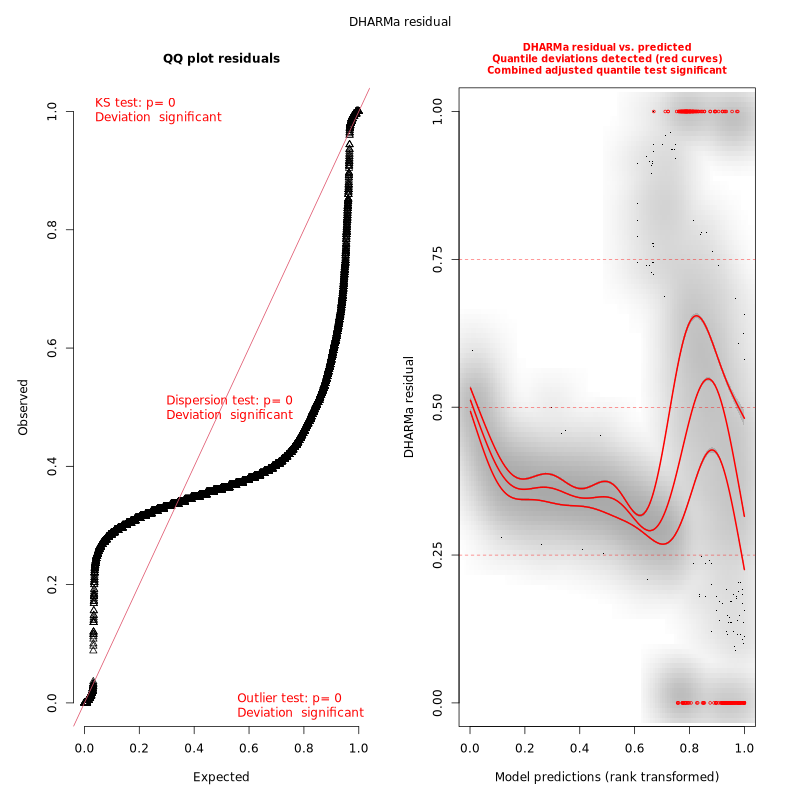 DHARMa residual
QQ plot residuals
KS test: p= 0
Deviation  significant
Dispersion test: p= 0
Deviation  significant
Outlier test: p= 0
Deviation  significant
Observed
0.0
0.2
0.4
0.6
0.8
1.0
0.0
0.2
0.4
0.6
0.8
1.0
Expected
DHARMa residual vs. predicted
Quantile deviations detected (red curves)
Combined adjusted quantile test significant
DHARMa residual
0.00
0.25
0.50
0.75
1.00
0.0
0.2
0.4
0.6
0.8
1.0
Model predictions (rank transformed)